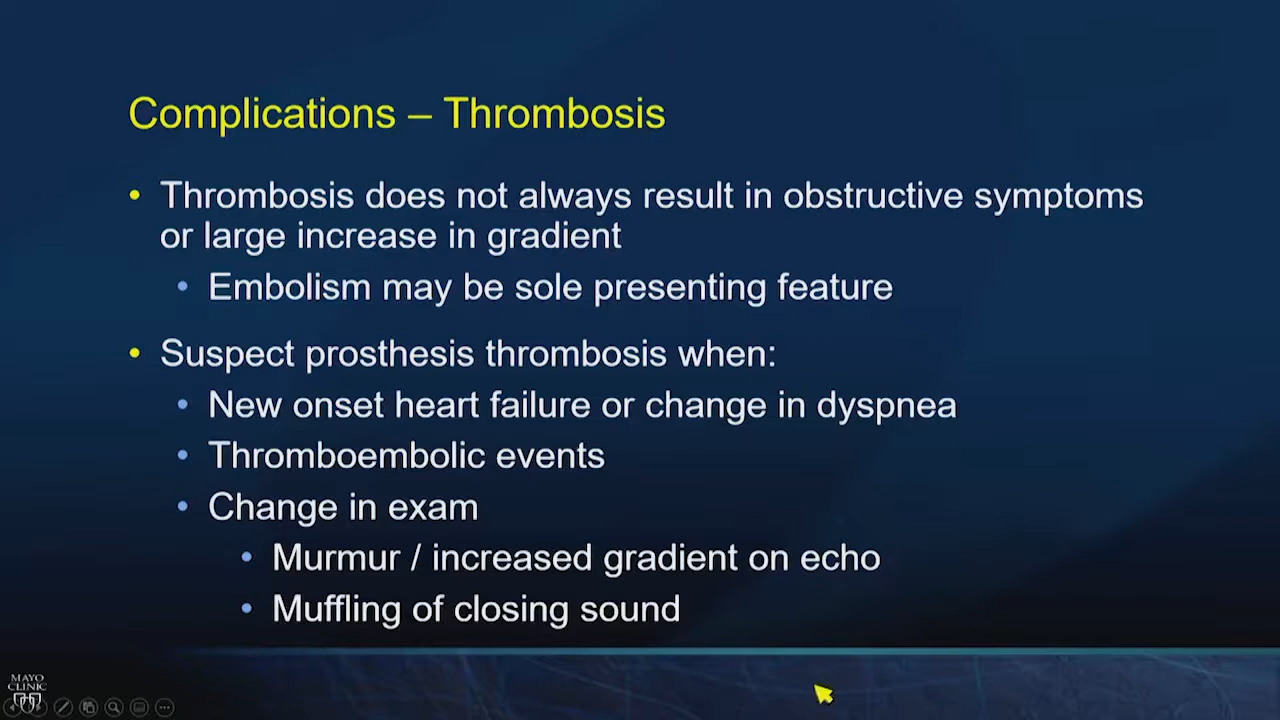 Complications – Thrombosis
• Thrombosis does not always result in obstructive symptoms
or large increase in gradient
• Embolism may be sole presenting feature
• Suspect prosthesis thrombosis when:
• New onset heart failure or change in dyspnea
• Thromboembolic events
• Change in exam
• Murmur / increased gradient on echo
• Muffling of closing sound
MAYO
CLINIC